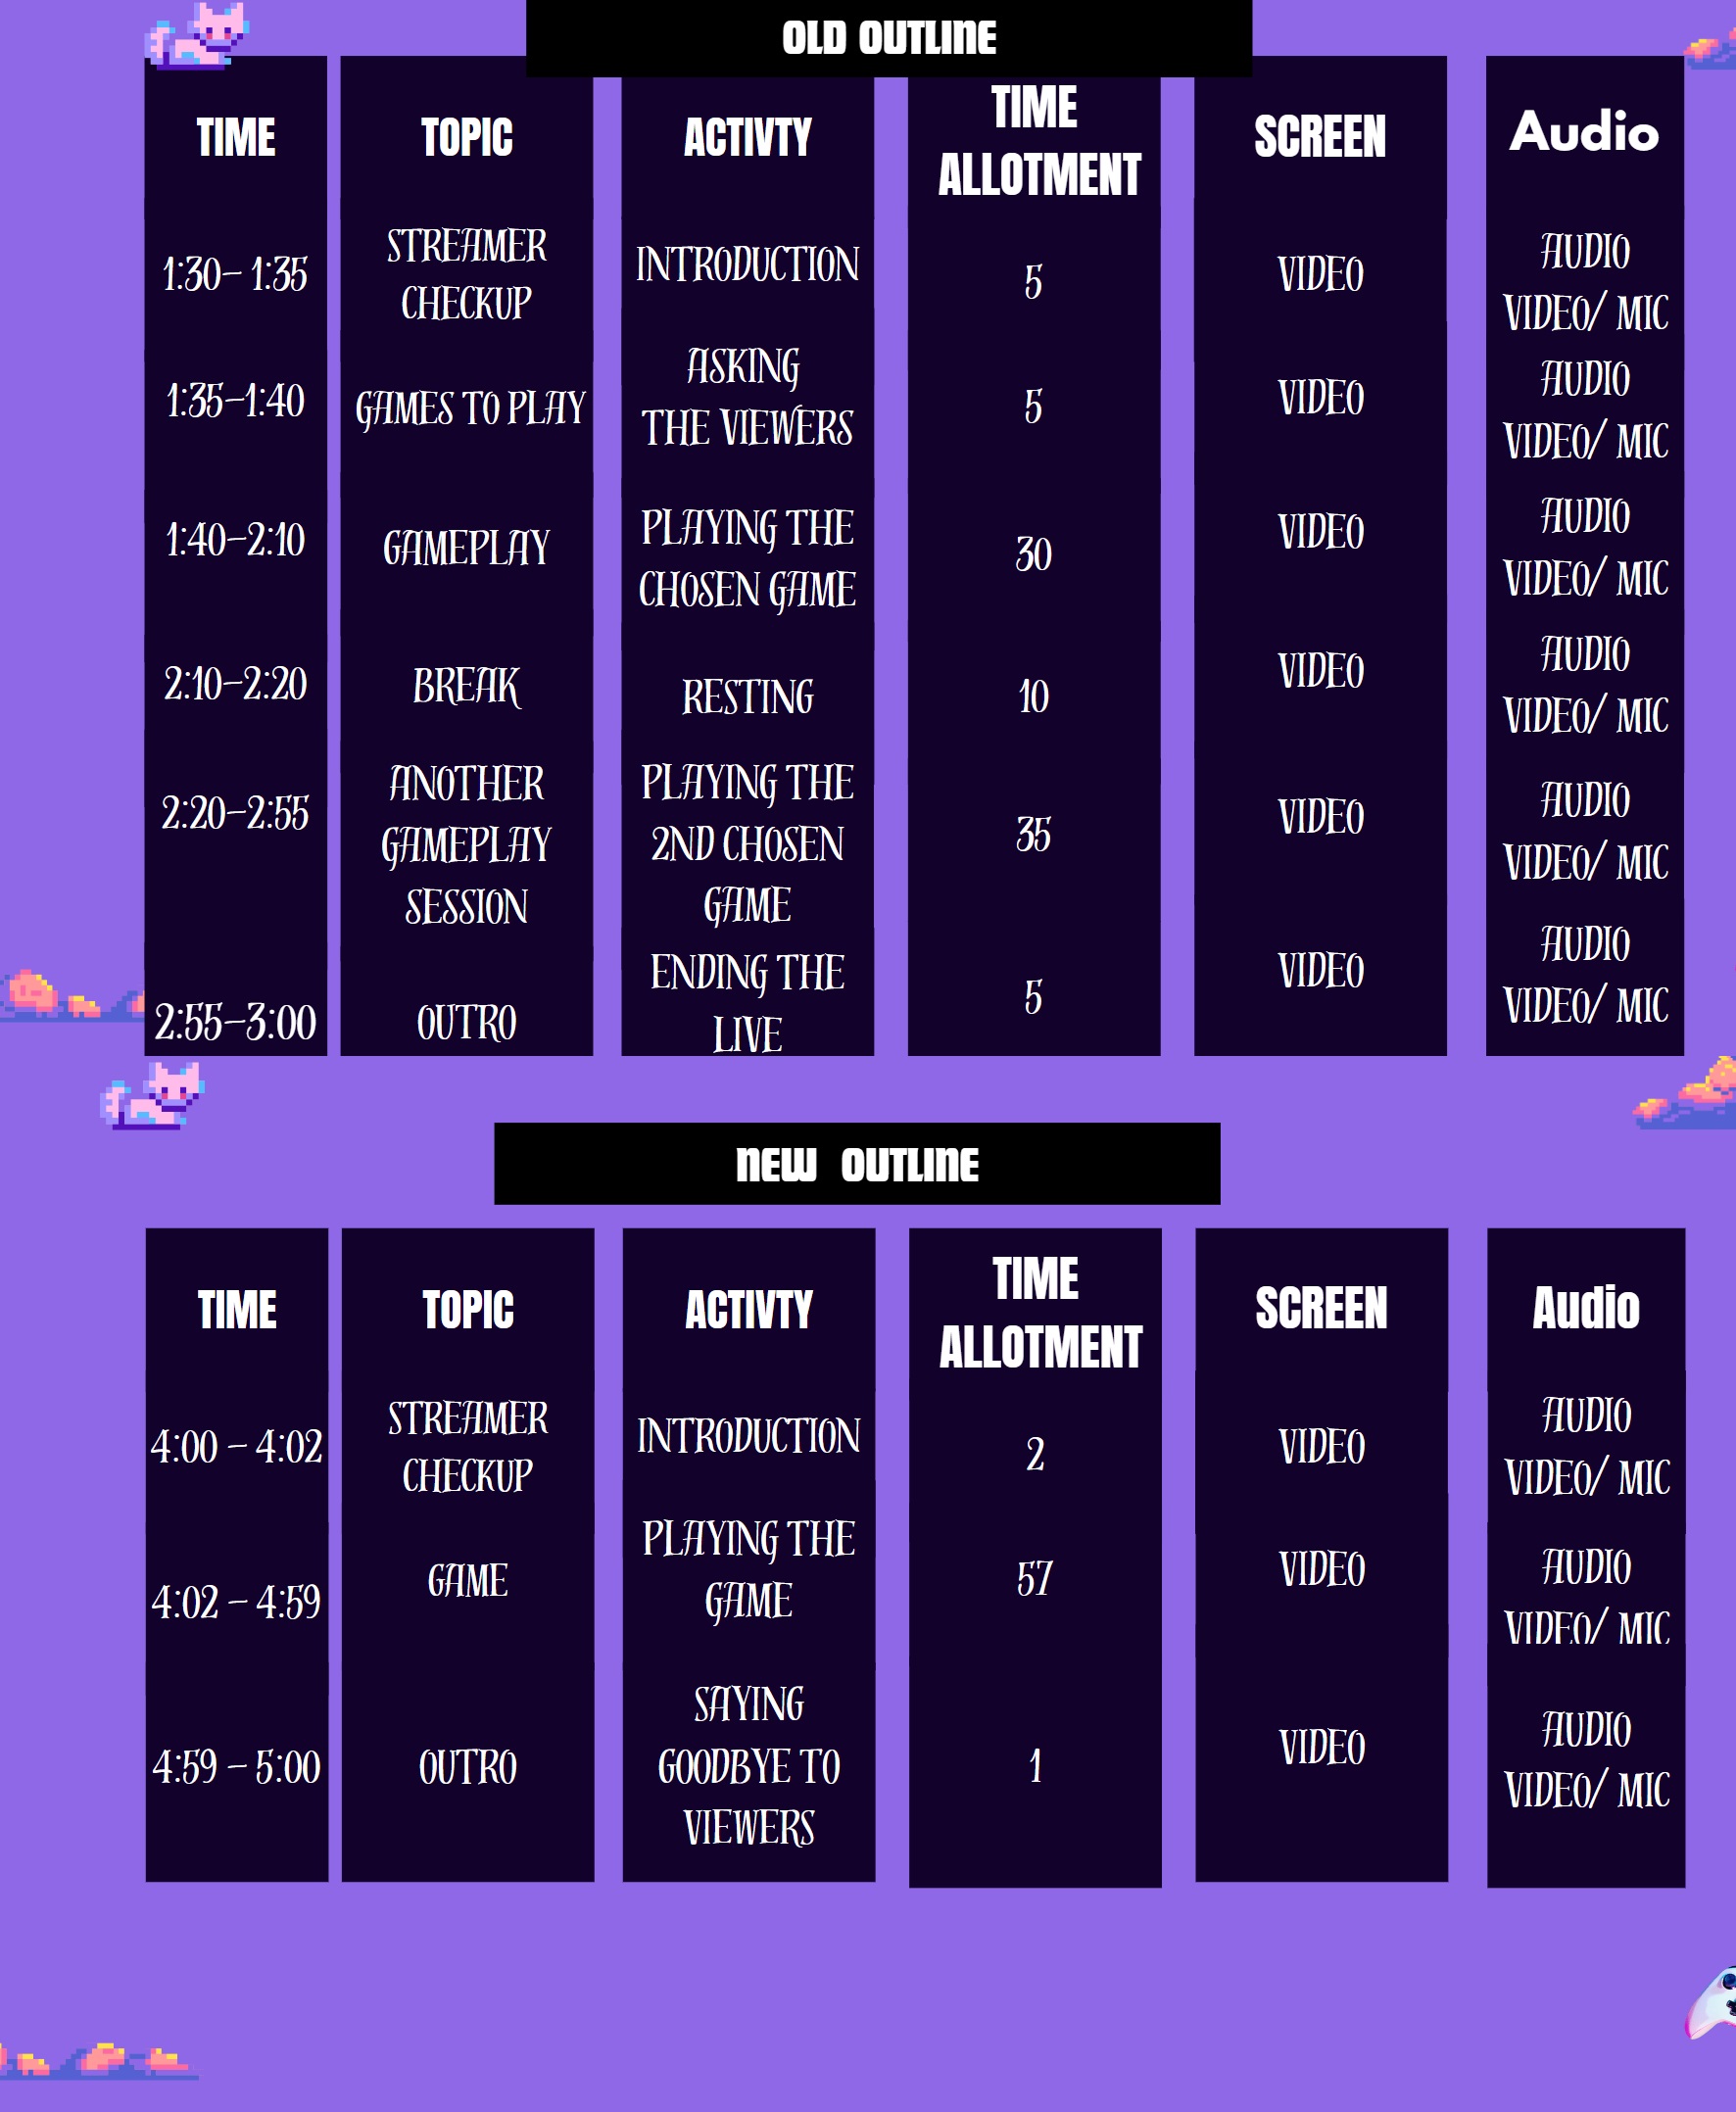 OLD OUTLINE
TIME
TOPIC
ACTIVTY
TIME
ALLOTMENT
SCREEN
Audio
1:30- 1:35
STREAMER
CHECKUP
INTRODUCTION
5
VIDEO
AUDIO
VIDEO/ MIC
1:35-1:40
GAMES TO PLAY
ASKING
THE VIEWERS
5
VIDEO
AUDIO
VIDEO/ MIC
1:40-2:10
GAMEPLAY
PLAYING THE
CHOSEN GAME
30
VIDEO
AUDIO
VIDEO/ MIC
2:10-2:20
BREAK
RESTING
10
VIDEO
AUDIO
VIDEO/ MIC
2:20-2:55
ANOTHER
GAMEPLAY
SESSION
PLAYING THE
2ND CHOSEN
GAME
35
VIDEO
AUDIO
VIDEO/ MIC
2:55-3:00
OUTRO
ENDING THE
LIVE
5
VIDEO
AUDIO
VIDEO/ MIC
NEW OUTLINE
TIME
TOPIC
ACTIVTY
TIME
ALLOTMENT
SCREEN
Audio
4:00 - 4:02
STREAMER
CHECKUP
INTRODUCTION
2
VIDEO
AUDIO
VIDEO/ MIC
4:02 - 4:59
GAME
PLAYING THE
GAME
57
VIDEO
AUDIO
VIDEO/ MIC
4:59 - 5:00
OUTRO
SAYING
GOODBYE TO
VIEWERS
1
VIDEO
AUDIO
VIDEO/ MIC